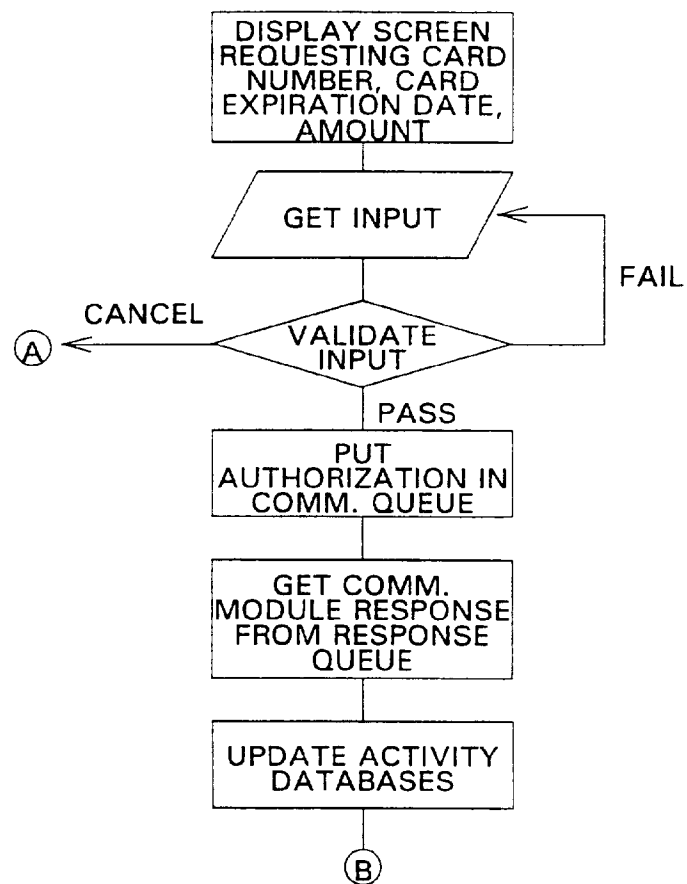 DISPLAY SCREEN
REQUESTING CARD
NUMBER, CARD
EXPIRATION DATE,
AMOUNT
GET INPUT
FAIL
CANCEL
A
VALIDATE
INPUT
PASS
PUT
AUTHORIZATION IN
COMM. QUEUE
GET COMM.
MODULE RESPONSE
FROM RESPONSE
QUEUE
UPDATE ACTIVITY
DATABASES
B